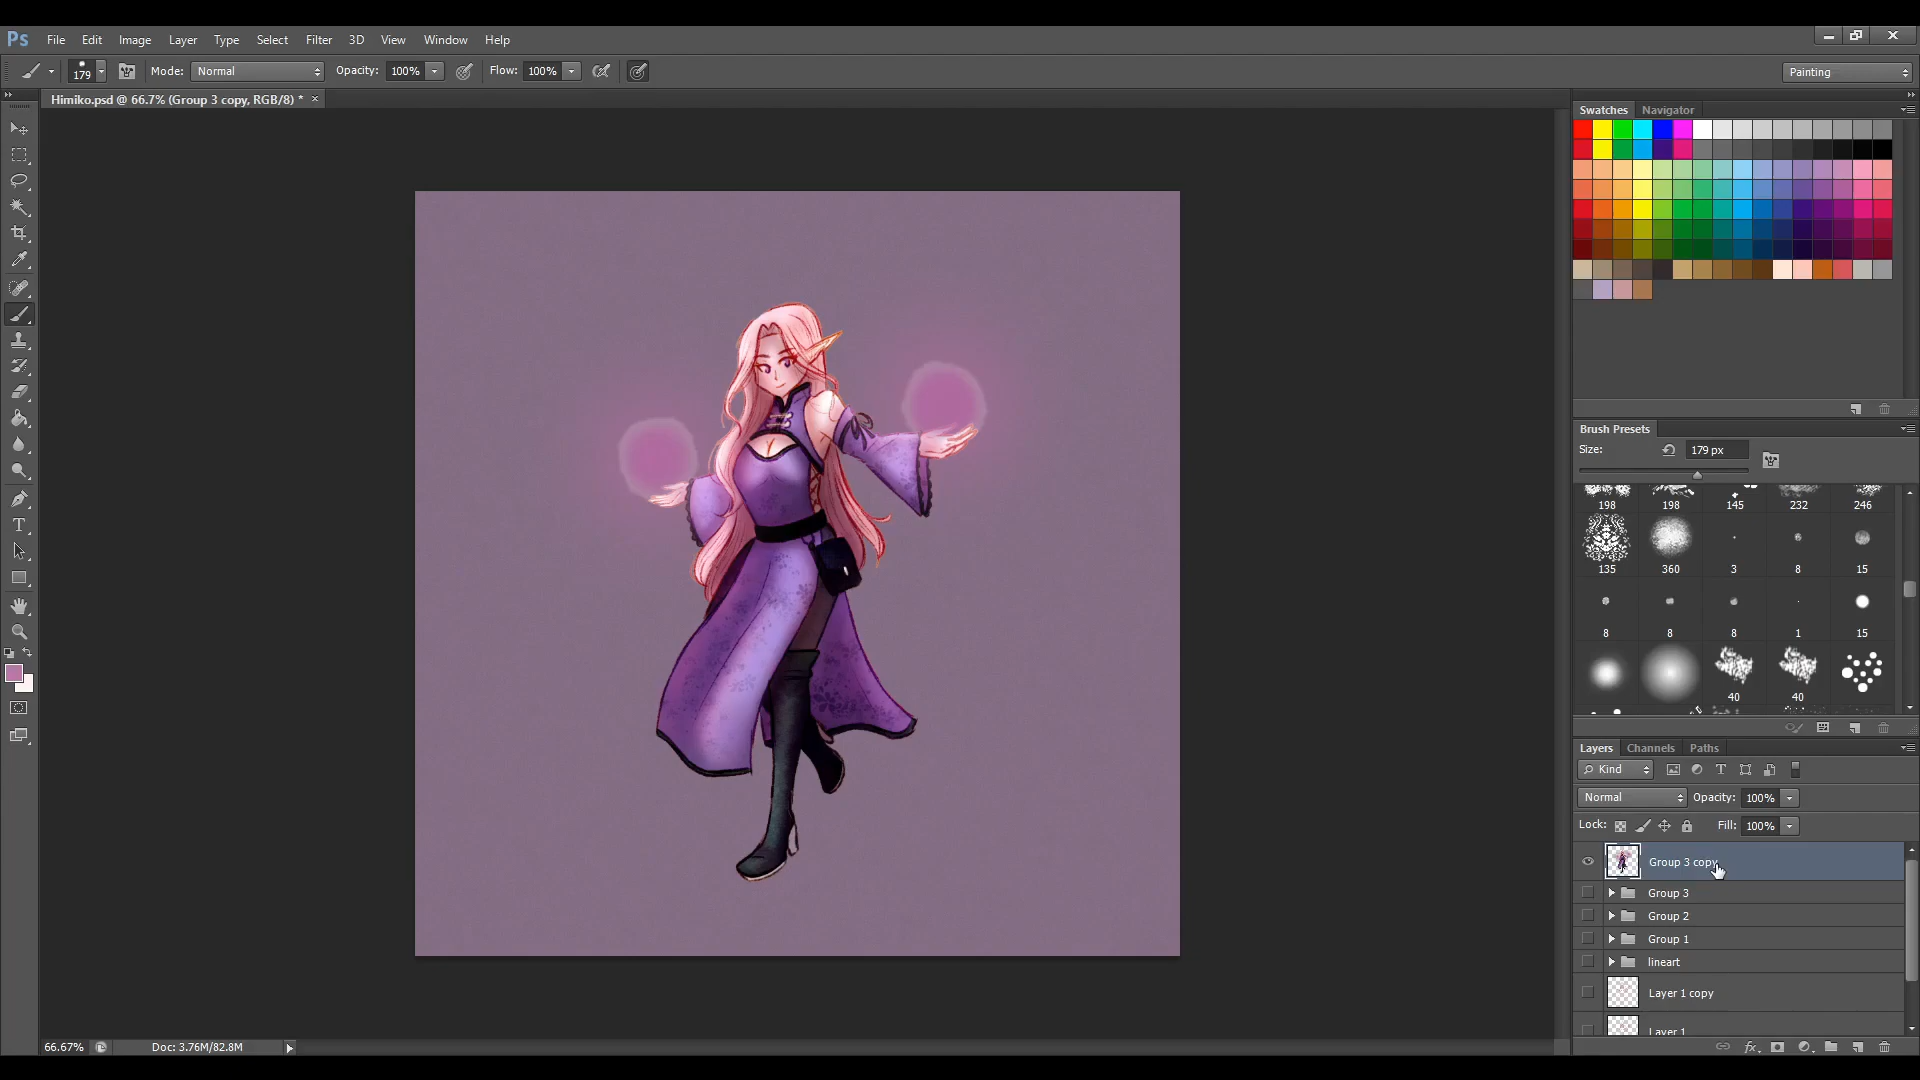 Ps File Edit Image Layer Type Select Filter 3D View Window Help
179 Mode: Normal Opacity: 100% Flow: 100% Painting
Himiko.psd @ 66.7% (Group 3 copy, RGB/8) * ×
Swatches Navigator
Brush Presets
Size: 179 px
198 198 145 232 246
135 360 3 8 15
8 8 8 1 15
40 40
Layers Channels Paths
Kind
Normal Opacity: 100%
Lock: Fill: 100%
Group 3 copy
Group 3
Group 2
Group 1
lineart
Layer 1 copy
Layer 1
66.67% Doc: 3.76M/82.8M